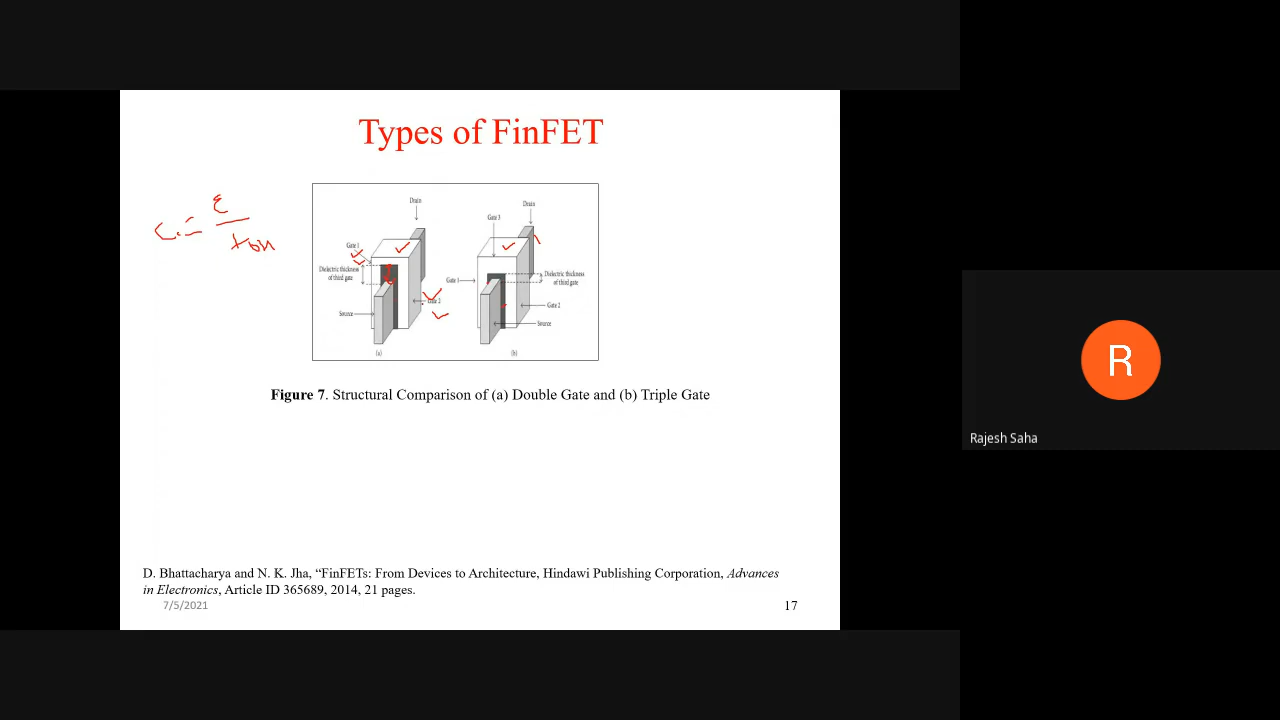 Types of FinFET
C = ε
tox
Drain
Drain
Gate 3
Gate 1
Dielectric thickness
of third gate
Dielectric thickness
of third gate
Gate 1
Gate 2
Gate 2
Source
Source
(a)
(b)
Figure 7. Structural Comparison of (a) Double Gate and (b) Triple Gate
D. Bhattacharya and N. K. Jha, “FinFETs: From Devices to Architecture, Hindawi Publishing Corporation, Advances
in Electronics, Article ID 365689, 2014, 21 pages.
7/5/2021
17
R
Rajesh Saha